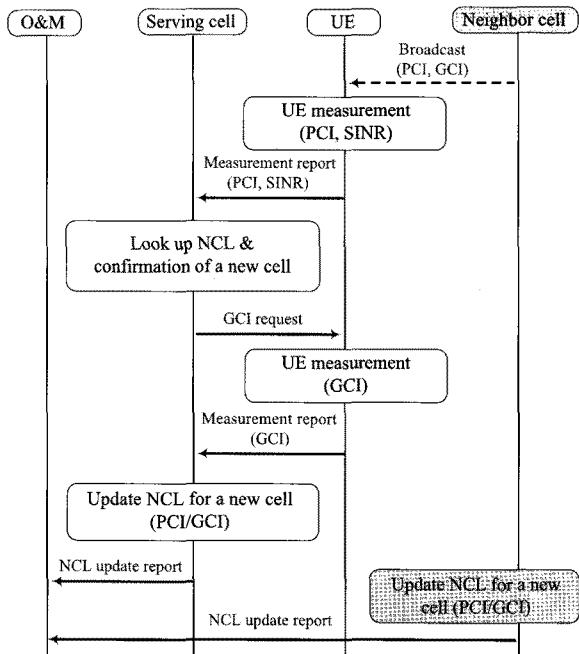 O&M
Serving cell
UE
Neighbor cell
Broadcast
(PCI, GCI)
UE measurement
(PCI, SINR)
Measurement report
(PCI, SINR)
Look up NCL &
confirmation of a new cell
GCI request
UE measurement
(GCI)
Measurement report
(GCI)
Update NCL for a new cell
(PCI/GCI)
NCL update report
Update NCL for a new
cell (PCI/GCI)
NCL update report